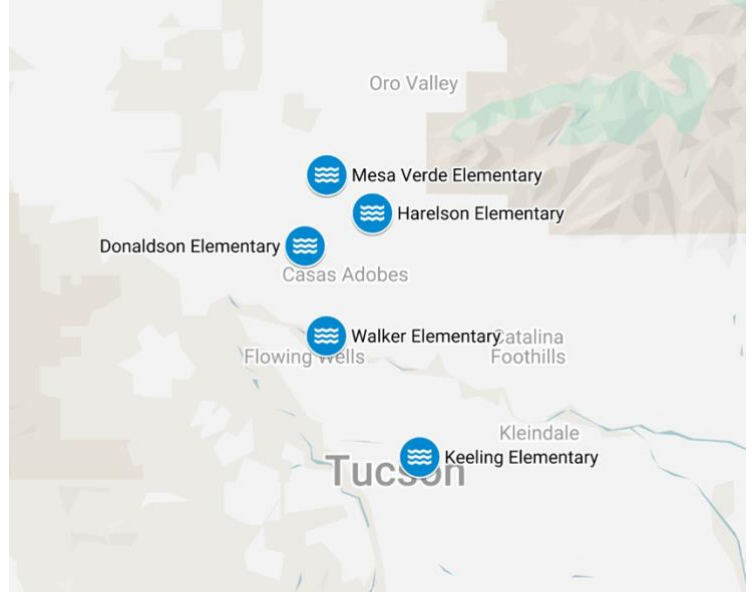 Oro Valley
Mesa Verde Elementary
Harelson Elementary
Donaldson Elementary
Casas Adobes
Walker Elementary
Catalina
Foothills
Flowing Wells
Kleindale
Keeling Elementary
Tucson